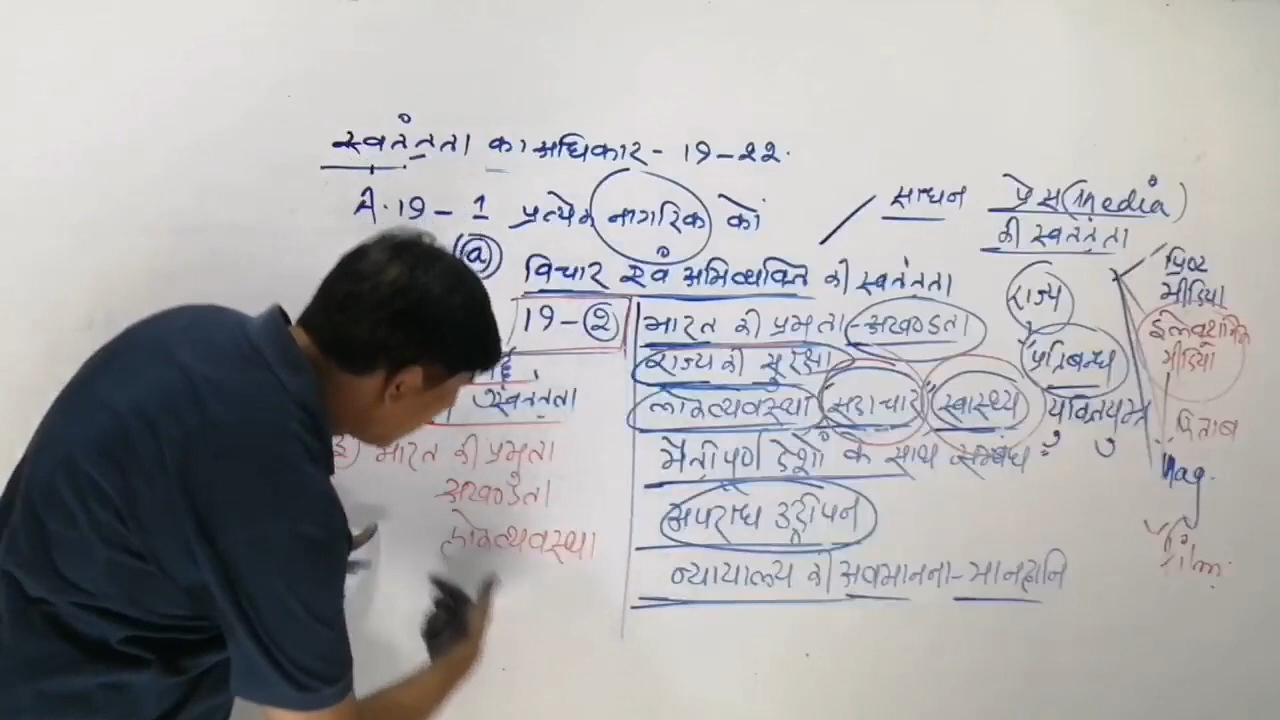 स्वतंत्रता का अधिकार - 19-22.
A.19 - 1 प्रत्येक नागरिक को
(a) विचार एवं अभिव्यक्ति की स्वतंत्रता
साधन प्रेस (media)
की स्वतंत्रता
19-(2) भारत की प्रभुता - अखण्डता
राज्य की सुरक्षा
लोकव्यवस्था सदाचार स्वास्थ्य
मैत्रीपूर्ण देशों के साथ सम्बंध
अपराध उद्दीपन
न्यायालय की अवमानना - मानहानि
राज्य
प्रतिबन्ध
युक्तियुक्त
प्रिण्ट
मीडिया
इलेक्ट्रानिक
मीडिया
किताब
Mag.
स्वतंत्रता
भारत की प्रभुता
अखण्डता
लोकव्यवस्था